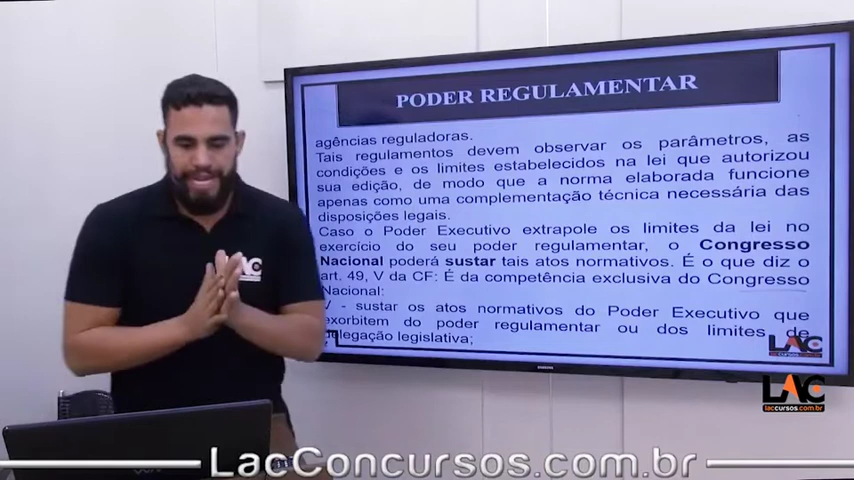 PODER REGULAMENTAR
agências reguladoras.
Tais regulamentos devem observar os parâmetros, as
condições e os limites estabelecidos na lei que autorizou
sua edição, de modo que a norma elaborada funcione
apenas como uma complementação técnica necessária das
disposições legais.
Caso o Poder Executivo extrapole os limites da lei no
exercício do seu poder regulamentar, o Congresso
Nacional poderá sustar tais atos normativos. É o que diz o
art. 49, V da CF: É da competência exclusiva do Congresso
Nacional:
V - sustar os atos normativos do Poder Executivo que
exorbitem do poder regulamentar ou dos limites de
delegação legislativa;
LAC
LAC
laccursos.com.br
LAC
SAMSUNG
LacConcursos.com.br